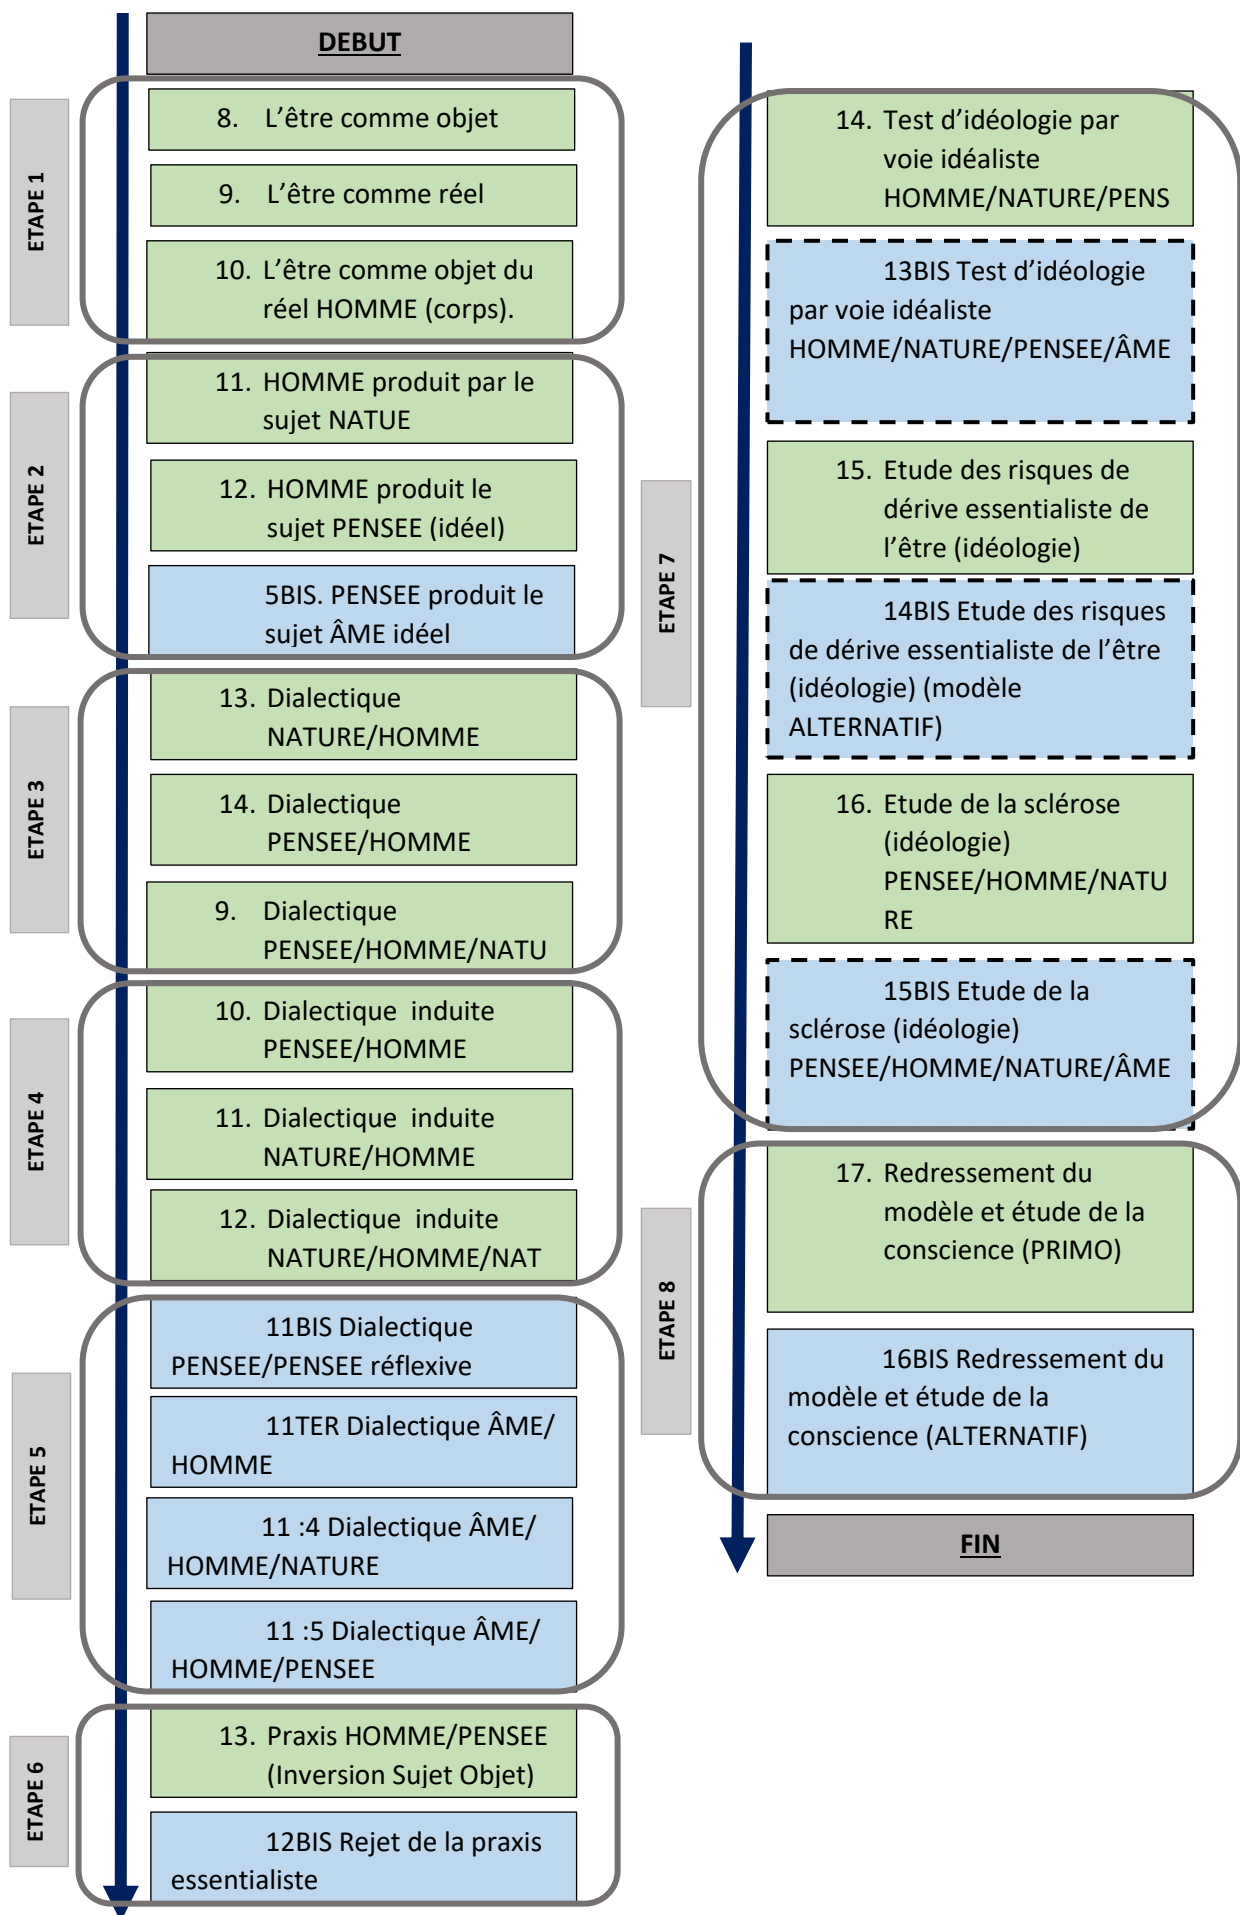 DEBUT
ETAPE 1
8. L’être comme objet
9. L’être comme réel
10. L’être comme objet du
réel HOMME (corps).
ETAPE 2
11. HOMME produit par le
sujet NATUE
12. HOMME produit le
sujet PENSEE (idéel)
5BIS. PENSEE produit le
sujet ÂME idéel
ETAPE 3
13. Dialectique
NATURE/HOMME
14. Dialectique
PENSEE/HOMME
9. Dialectique
PENSEE/HOMME/NATU
ETAPE 4
10. Dialectique induite
PENSEE/HOMME
11. Dialectique induite
NATURE/HOMME
12. Dialectique induite
NATURE/HOMME/NAT
ETAPE 5
11BIS Dialectique
PENSEE/PENSEE réflexive
11TER Dialectique ÂME/
HOMME
11 :4 Dialectique ÂME/
HOMME/NATURE
11 :5 Dialectique ÂME/
HOMME/PENSEE
ETAPE 6
13. Praxis HOMME/PENSEE
(Inversion Sujet Objet)
12BIS Rejet de la praxis
essentialiste
ETAPE 7
14. Test d’idéologie par
voie idéaliste
HOMME/NATURE/PENS
13BIS Test d’idéologie
par voie idéaliste
HOMME/NATURE/PENSEE/ÂME
15. Etude des risques de
dérive essentialiste de
l’être (idéologie)
14BIS Etude des risques
de dérive essentialiste de l’être
(idéologie) (modèle
ALTERNATIF)
16. Etude de la sclérose
(idéologie)
PENSEE/HOMME/NATU
RE
15BIS Etude de la
sclérose (idéologie)
PENSEE/HOMME/NATURE/ÂME
ETAPE 8
17. Redressement du
modèle et étude de la
conscience (PRIMO)
16BIS Redressement du
modèle et étude de la
conscience (ALTERNATIF)
FIN